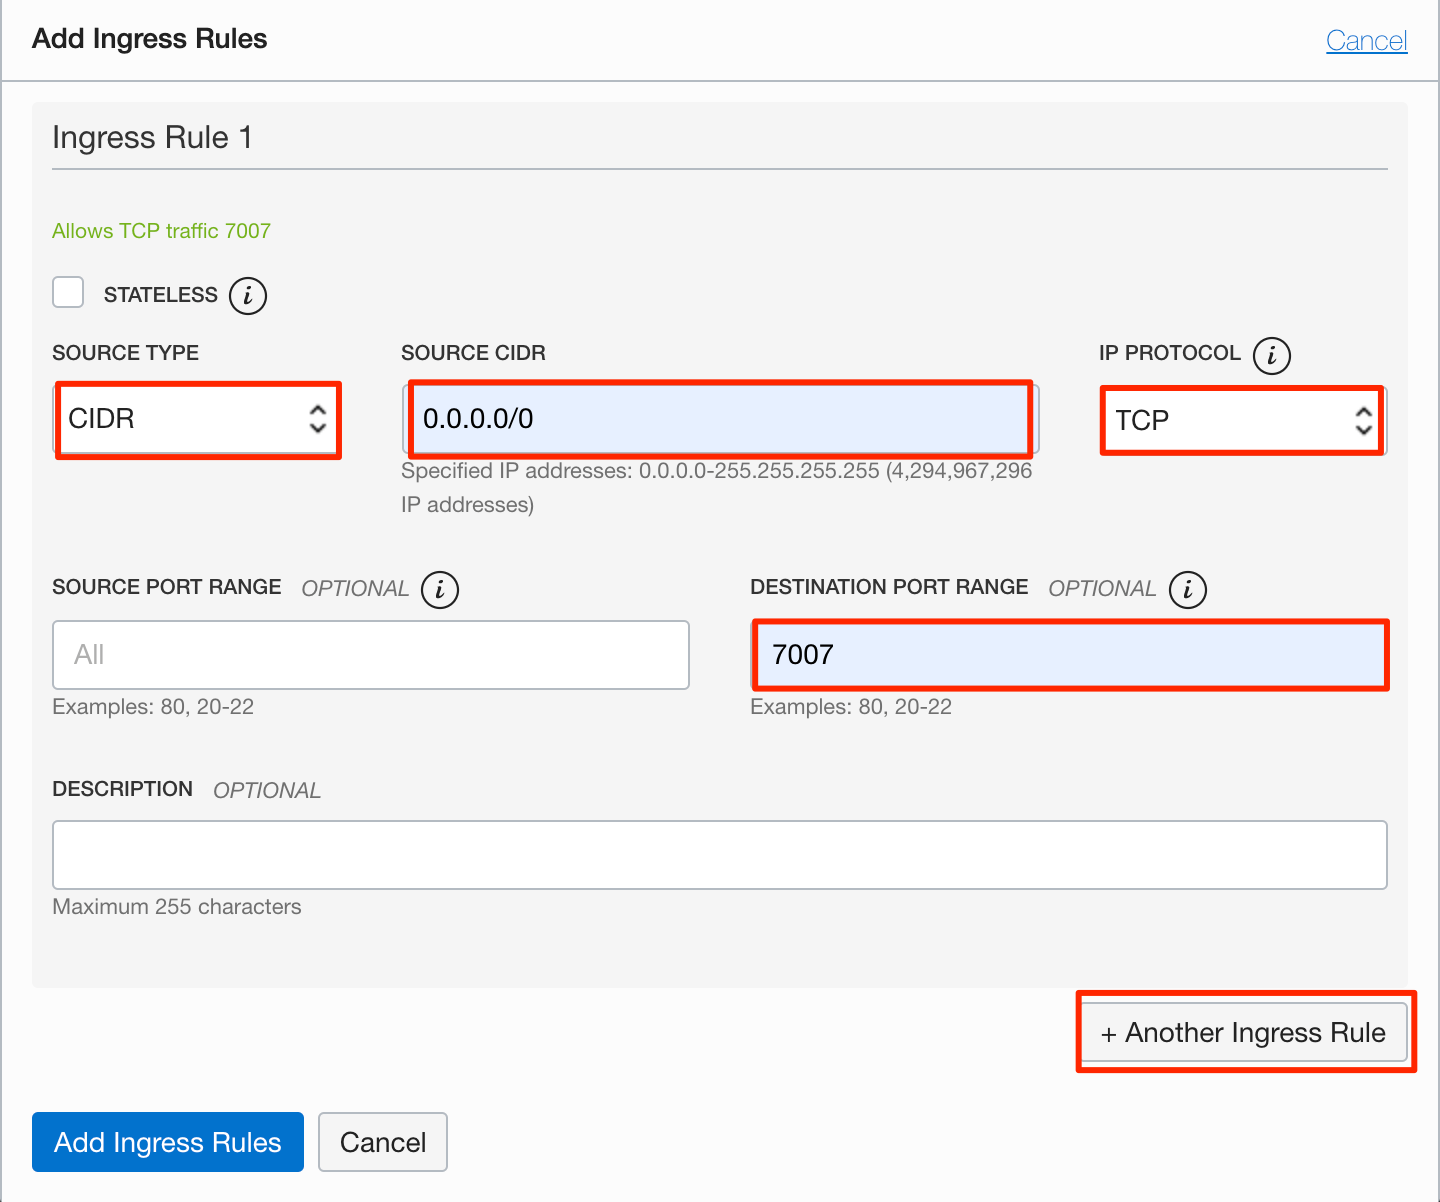 Add Ingress Rules
Cancel
Ingress Rule 1
Allows TCP traffic 7007
STATELESS i
SOURCE TYPE
SOURCE CIDR
IP PROTOCOL i
CIDR
0.0.0.0/0
TCP
Specified IP addresses: 0.0.0.0-255.255.255.255 (4,294,967,296
IP addresses)
SOURCE PORT RANGE OPTIONAL i
DESTINATION PORT RANGE OPTIONAL i
All
7007
Examples: 80, 20-22
Examples: 80, 20-22
DESCRIPTION OPTIONAL
Maximum 255 characters
+ Another Ingress Rule
Add Ingress Rules
Cancel